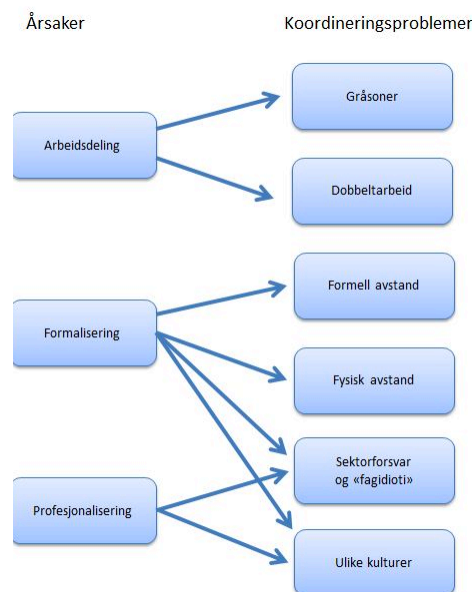 Årsaker
Koordineringsproblemer
Arbeidsdeling
Gråsoner
Dobbeltarbeid
Formalisering
Formell avstand
Fysisk avstand
Profesjonalisering
Sektorforsvar
og «fagidioti»
Ulike kulturer